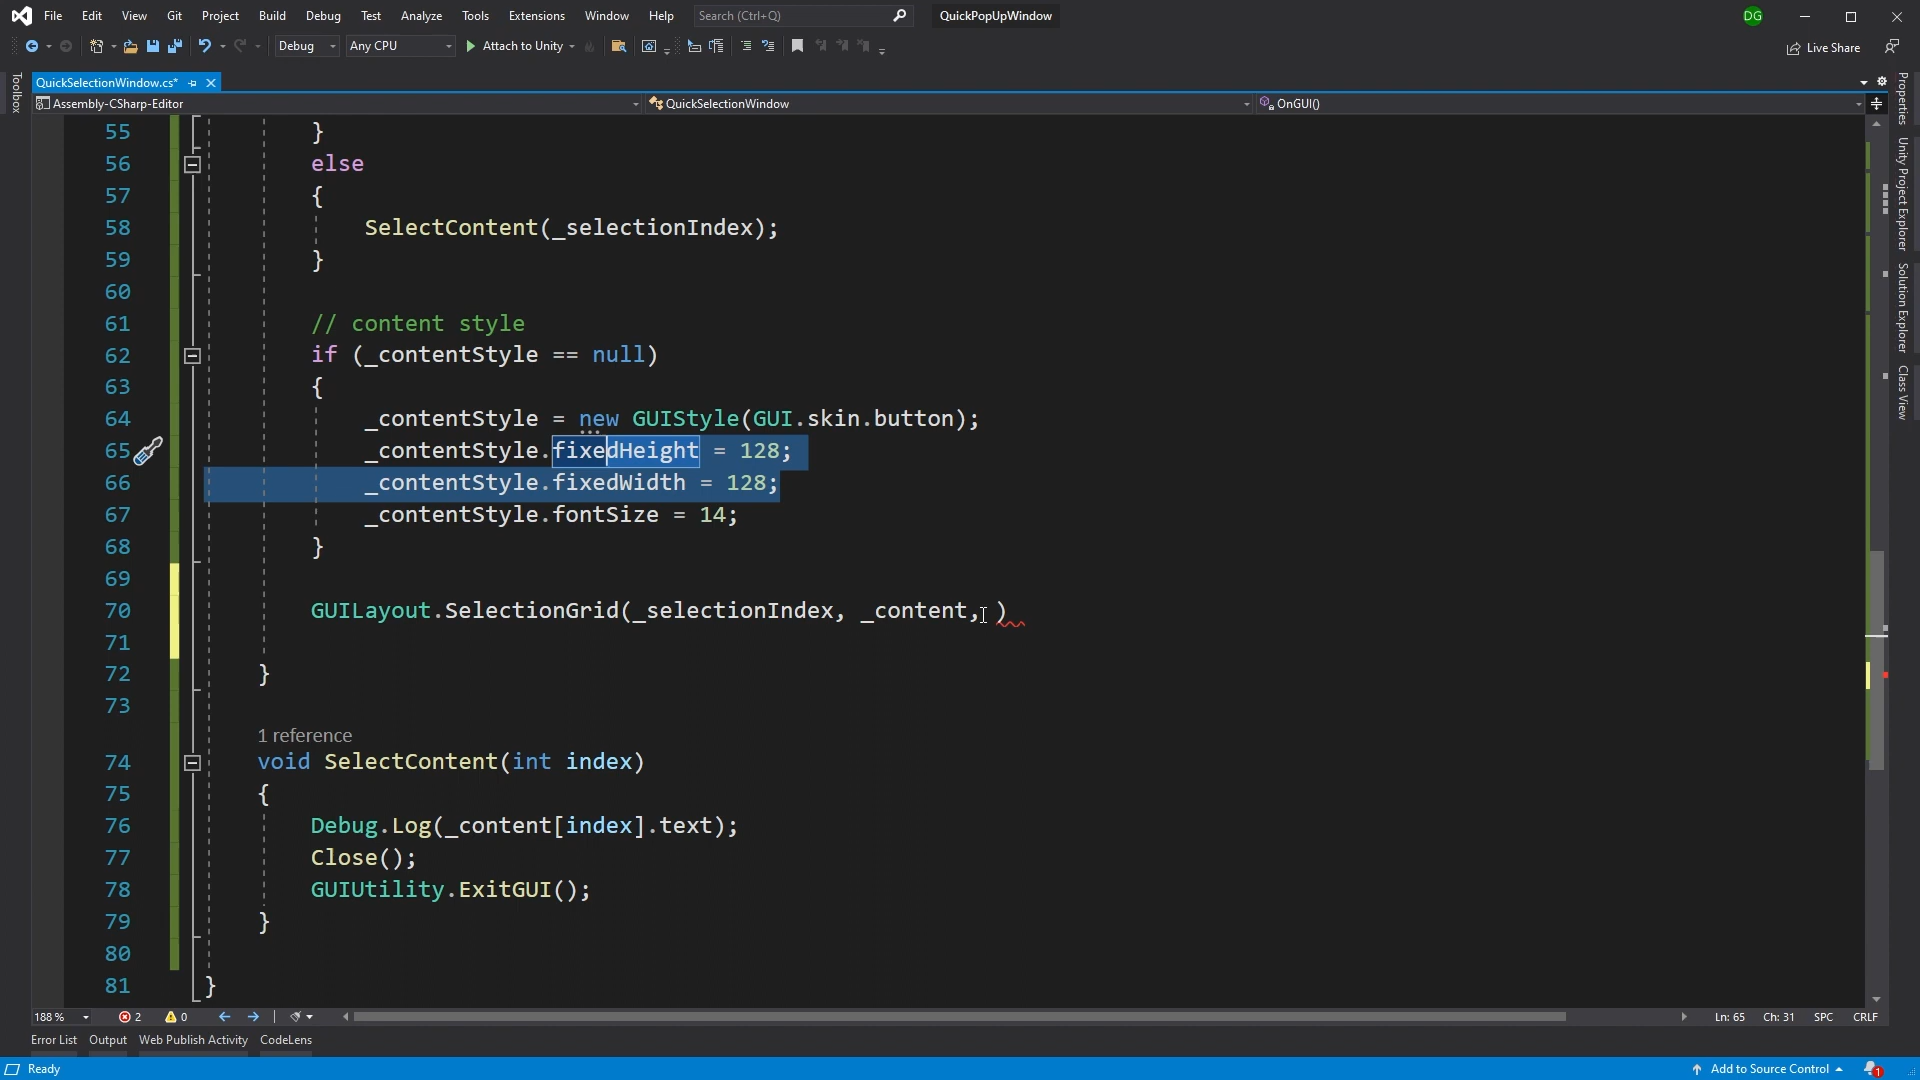 File Edit View Git Project Build Debug Test Analyze Tools Extensions Window Help Search (Ctrl+Q) QuickPopUpWindow DG
Debug Any CPU Attach to Unity Live Share
Toolbox
QuickSelectionWindow.cs*
Assembly-CSharp-Editor QuickSelectionWindow OnGUI()
55 }
56 else
57 {
58 SelectContent(_selectionIndex);
59 }
60
61 // content style
62 if (_contentStyle == null)
63 {
64 _contentStyle = new GUIStyle(GUI.skin.button);
65 _contentStyle.fixedHeight = 128;
66 _contentStyle.fixedWidth = 128;
67 _contentStyle.fontSize = 14;
68 }
69
70 GUILayout.SelectionGrid(_selectionIndex, _content, )
71
72 }
73
1 reference
74 void SelectContent(int index)
75 {
76 Debug.Log(_content[index].text);
77 Close();
78 GUIUtility.ExitGUI();
79 }
80
81 }
Properties
Unity Project Explorer
Solution Explorer
Class View
188 % 2 0 Ln: 65 Ch: 31 SPC CRLF
Error List Output Web Publish Activity CodeLens
Ready Add to Source Control 1